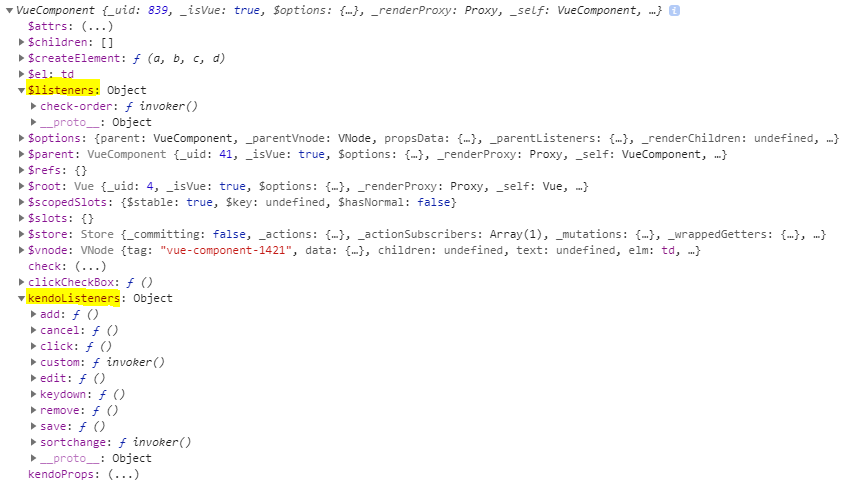 VueComponent {_uid: 839, _isVue: true, $options: {…}, _renderProxy: Proxy, _self: VueComponent, …} i
$attrs: (...)
$children: []
$createElement: ƒ (a, b, c, d)
$el: td
$listeners: Object
check-order: ƒ invoker()
__proto__: Object
$options: {parent: VueComponent, _parentVnode: VNode, propsData: {…}, _parentListeners: {…}, _renderChildren: undefined, …}
$parent: VueComponent {_uid: 41, _isVue: true, $options: {…}, _renderProxy: Proxy, _self: VueComponent, …}
$refs: {}
$root: Vue {_uid: 4, _isVue: true, $options: {…}, _renderProxy: Proxy, _self: Vue, …}
$scopedSlots: {$stable: true, $key: undefined, $hasNormal: false}
$slots: {}
$store: Store {_committing: false, _actions: {…}, _actionSubscribers: Array(1), _mutations: {…}, _wrappedGetters: {…}, …}
$vnode: VNode {tag: "vue-component-1421", data: {…}, children: undefined, text: undefined, elm: td, …}
check: (...)
clickCheckBox: ƒ ()
kendoListeners: Object
add: ƒ ()
cancel: ƒ ()
click: ƒ ()
custom: ƒ invoker()
edit: ƒ ()
keydown: ƒ ()
remove: ƒ ()
save: ƒ ()
sortchange: ƒ invoker()
__proto__: Object
kendoProps: (...)